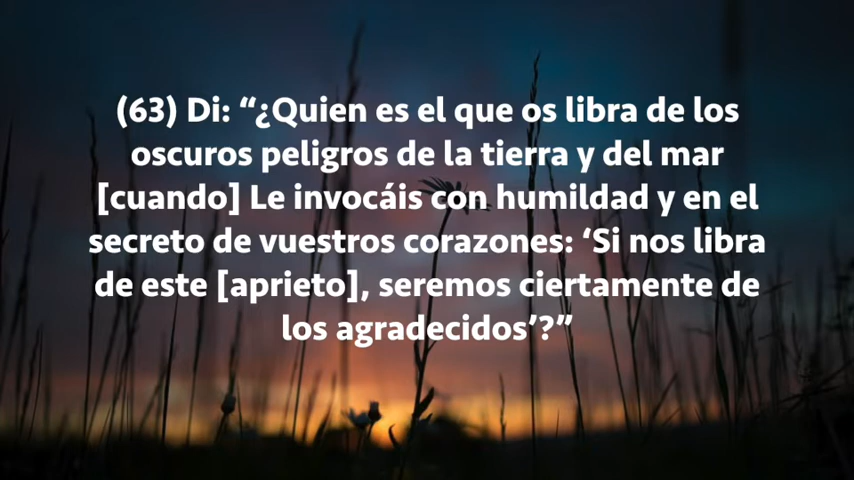 (63) Di: “¿Quien es el que os libra de los
oscuros peligros de la tierra y del mar
[cuando] Le invocáis con humildad y en el
secreto de vuestros corazones: ‘Si nos libra
de este [aprieto], seremos ciertamente de
los agradecidos’?”